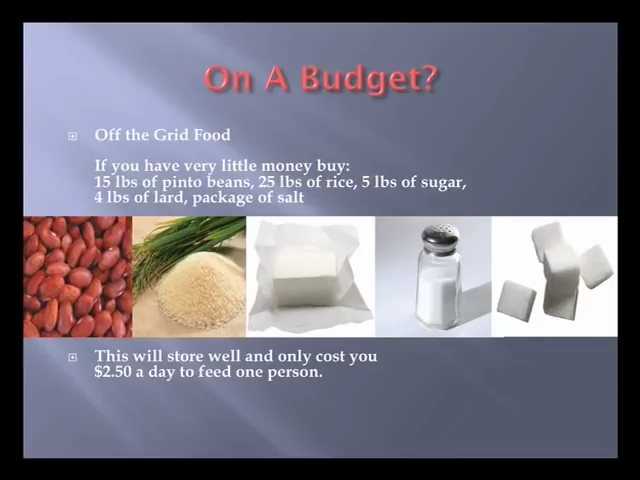 On A Budget?
Off the Grid Food
If you have very little money buy:
15 lbs of pinto beans, 25 lbs of rice, 5 lbs of sugar,
4 lbs of lard, package of salt
This will store well and only cost you
$2.50 a day to feed one person.